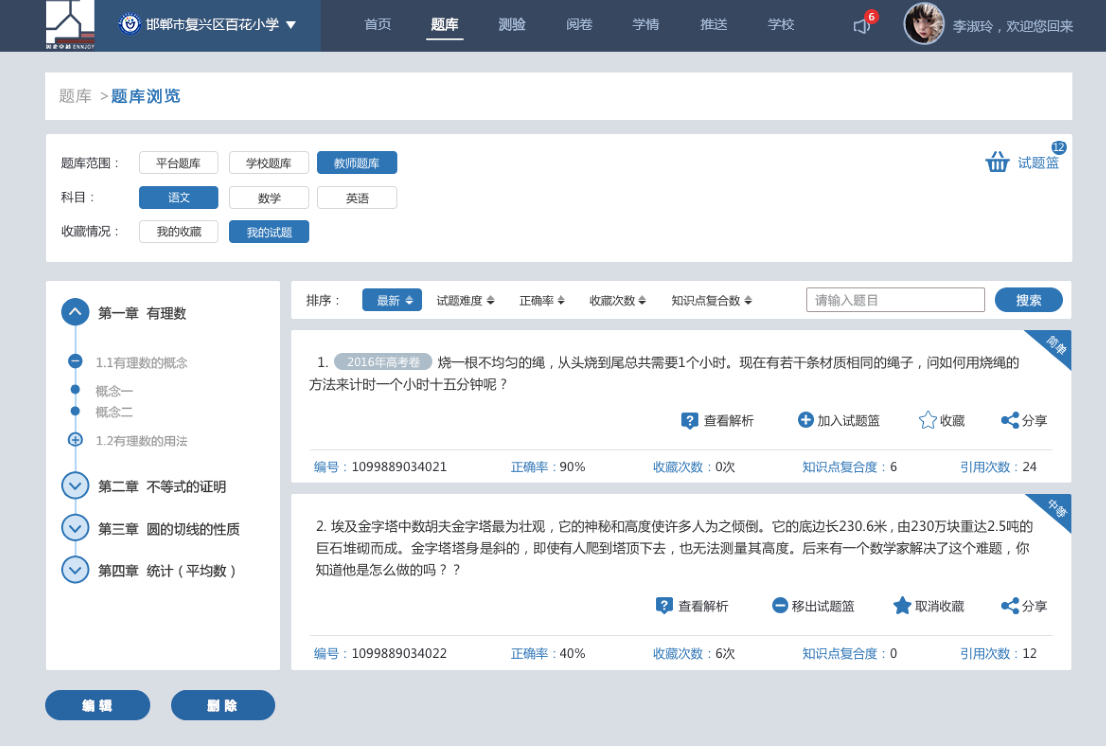 邯郸市复兴区百花小学 ▼ 首页 题库 测验 阅卷 学情 推送 学校 6 李淑玲，欢迎您回来
题库 >题库浏览
题库范围： 平台题库 学校题库 教师题库 12 试题篮
科目： 语文 数学 英语
收藏情况： 我的收藏 我的试题
第一章 有理数
1.1有理数的概念
概念一
概念二
1.2有理数的用法
第二章 不等式的证明
第三章 圆的切线的性质
第四章 统计（平均数）
排序： 最新 试题难度 正确率 收藏次数 知识点复合数 请输入题目 搜索
简单
1. 2016年高考卷 烧一根不均匀的绳，从头烧到尾总共需要1个小时。现在有若干条材质相同的绳子，问如何用烧绳的
方法来计时一个小时十五分钟呢？
查看解析 加入试题篮 收藏 分享
编号：1099889034021 正确率：90% 收藏次数：0次 知识点复合度：6 引用次数：24
中等
2. 埃及金字塔中数胡夫金字塔最为壮观，它的神秘和高度使许多人为之倾倒。它的底边长230.6米，由230万块重达2.5吨的
巨石堆砌而成。金字塔塔身是斜的，即使有人爬到塔顶下去，也无法测量其高度。后来有一个数学家解决了这个难题，你
知道他是怎么做的吗？？
查看解析 移出试题篮 取消收藏 分享
编号：1099889034022 正确率：40% 收藏次数：6次 知识点复合度：0 引用次数：12
编辑 删除